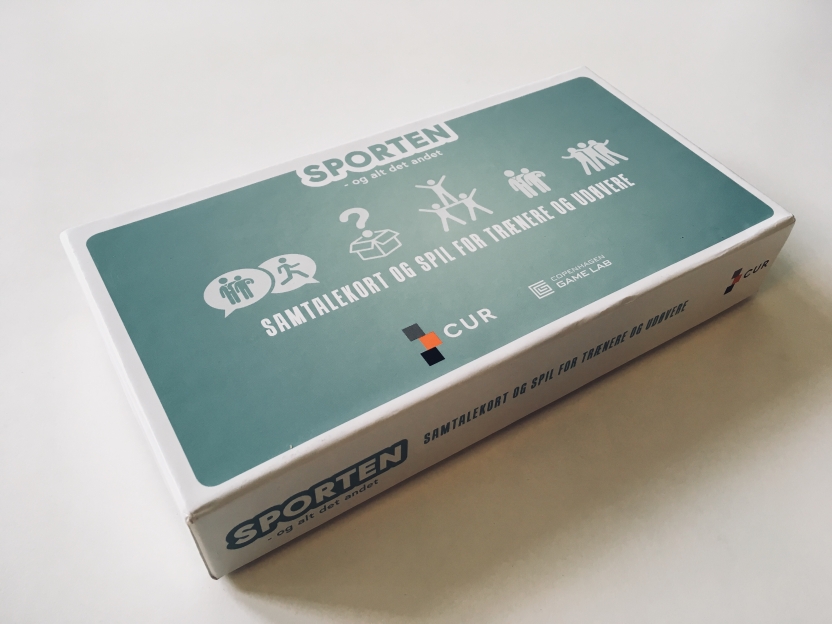 SPORTEN
- og alt det andet
?
SAMTALEKORT OG SPIL FOR TRÆNERE OG UDØVERE
CUR
COPENHAGEN
GAME LAB
SPORTEN
- og alt det andet
SAMTALEKORT OG SPIL FOR TRÆNERE OG UDØVERE
CUR